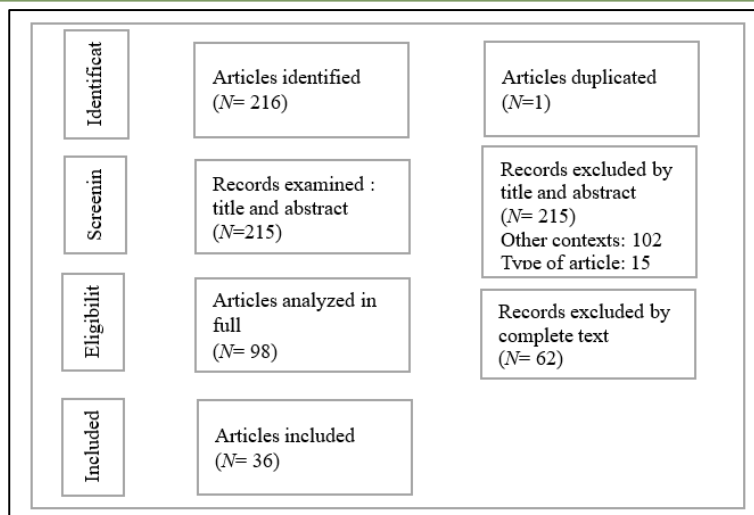 Identificat
Articles identified
(N= 216)
Articles duplicated
(N=1)
Screenin
Records examined :
title and abstract
(N=215)
Records excluded by
title and abstract
(N= 215)
Other contexts: 102
Type of article: 15
Eligibilit
Articles analyzed in
full
(N= 98)
Records excluded by
complete text
(N= 62)
Included
Articles included
(N= 36)